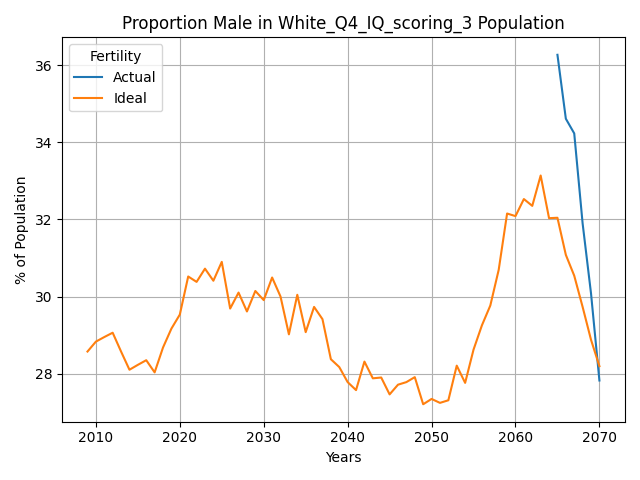 Proportion Male in White_Q4_IQ_scoring_3 Population
Fertility
Actual
Ideal
% of Population
36
34
32
30
28
2010 2020 2030 2040 2050 2060 2070
Years